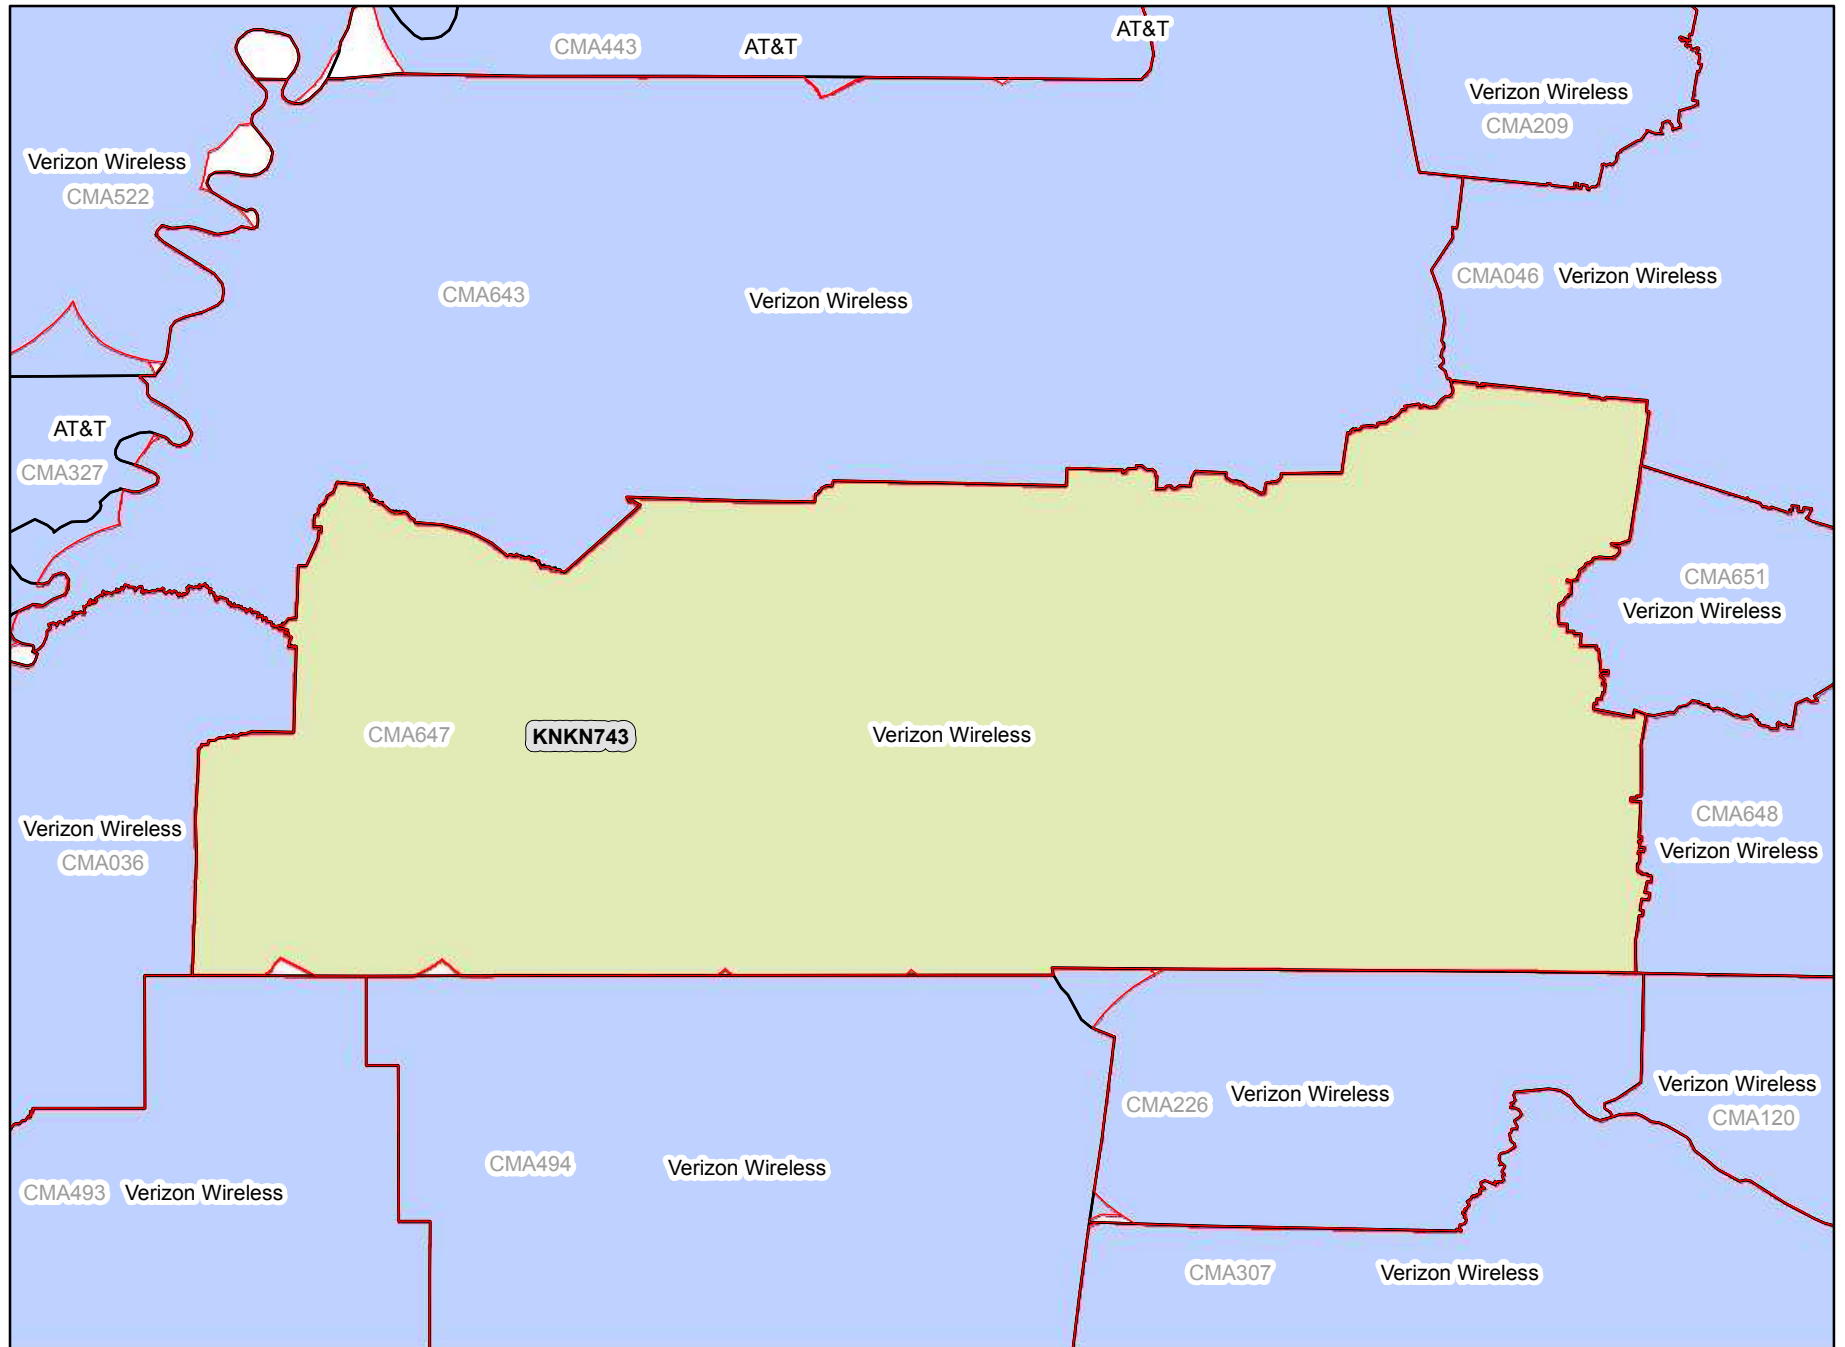 AT&T
CMA443 AT&T
Verizon Wireless
CMA209
Verizon Wireless
CMA522
CMA643 Verizon Wireless
CMA046 Verizon Wireless
AT&T
CMA327
CMA651
Verizon Wireless
CMA647 KNKN743 Verizon Wireless
Verizon Wireless
CMA036
CMA648
Verizon Wireless
CMA226 Verizon Wireless
Verizon Wireless
CMA120
CMA494 Verizon Wireless
CMA493 Verizon Wireless
CMA307 Verizon Wireless